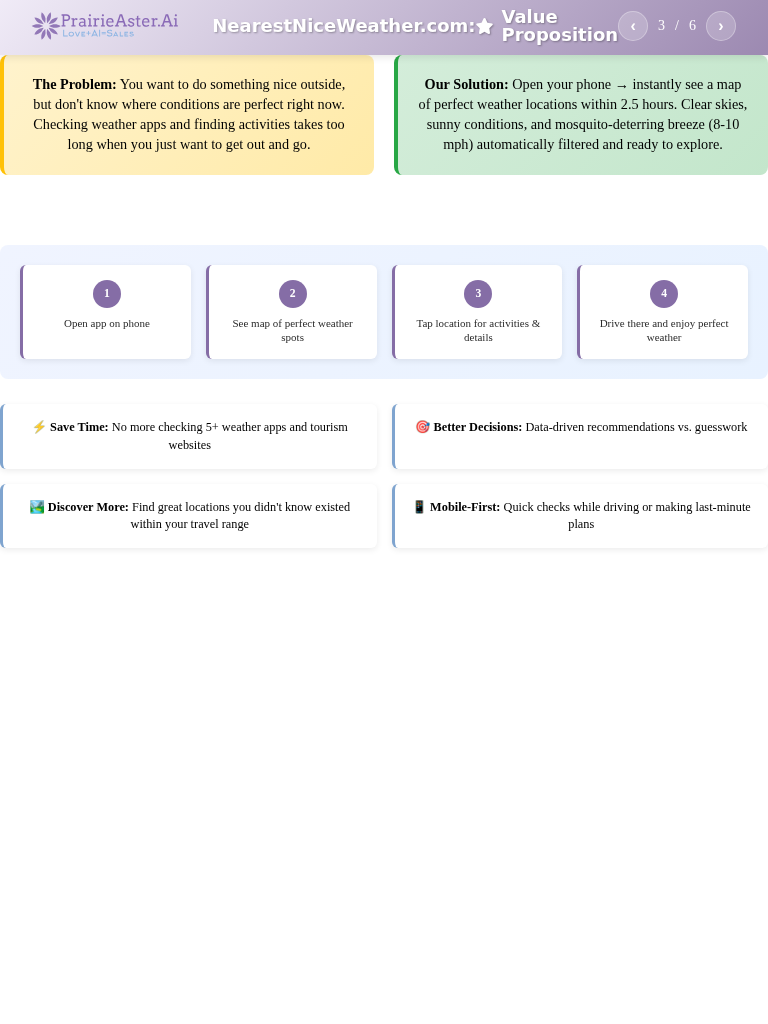 PrairieAster.Ai
Love+AI=Sales
NearestNiceWeather.com:
Value
Proposition
‹ 3 / 6 ›
The Problem: You want to do something nice outside,
but don't know where conditions are perfect right now.
Checking weather apps and finding activities takes too
long when you just want to get out and go.
Our Solution: Open your phone → instantly see a map
of perfect weather locations within 2.5 hours. Clear skies,
sunny conditions, and mosquito-deterring breeze (8-10
mph) automatically filtered and ready to explore.
1
Open app on phone
2
See map of perfect weather
spots
3
Tap location for activities &
details
4
Drive there and enjoy perfect
weather
⚡ Save Time: No more checking 5+ weather apps and tourism
websites
🎯 Better Decisions: Data-driven recommendations vs. guesswork
🏞️ Discover More: Find great locations you didn't know existed
within your travel range
📱 Mobile-First: Quick checks while driving or making last-minute
plans